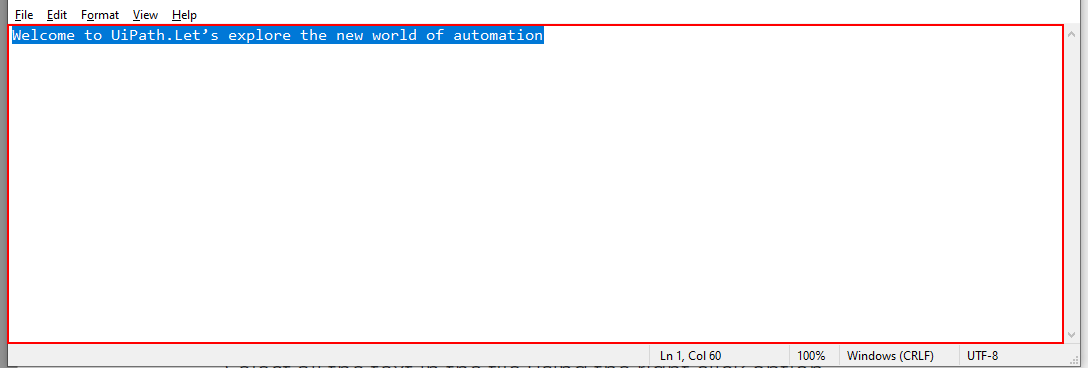 File Edit Format View Help
Welcome to UiPath.Let’s explore the new world of automation
Ln 1, Col 60 100% Windows (CRLF) UTF-8